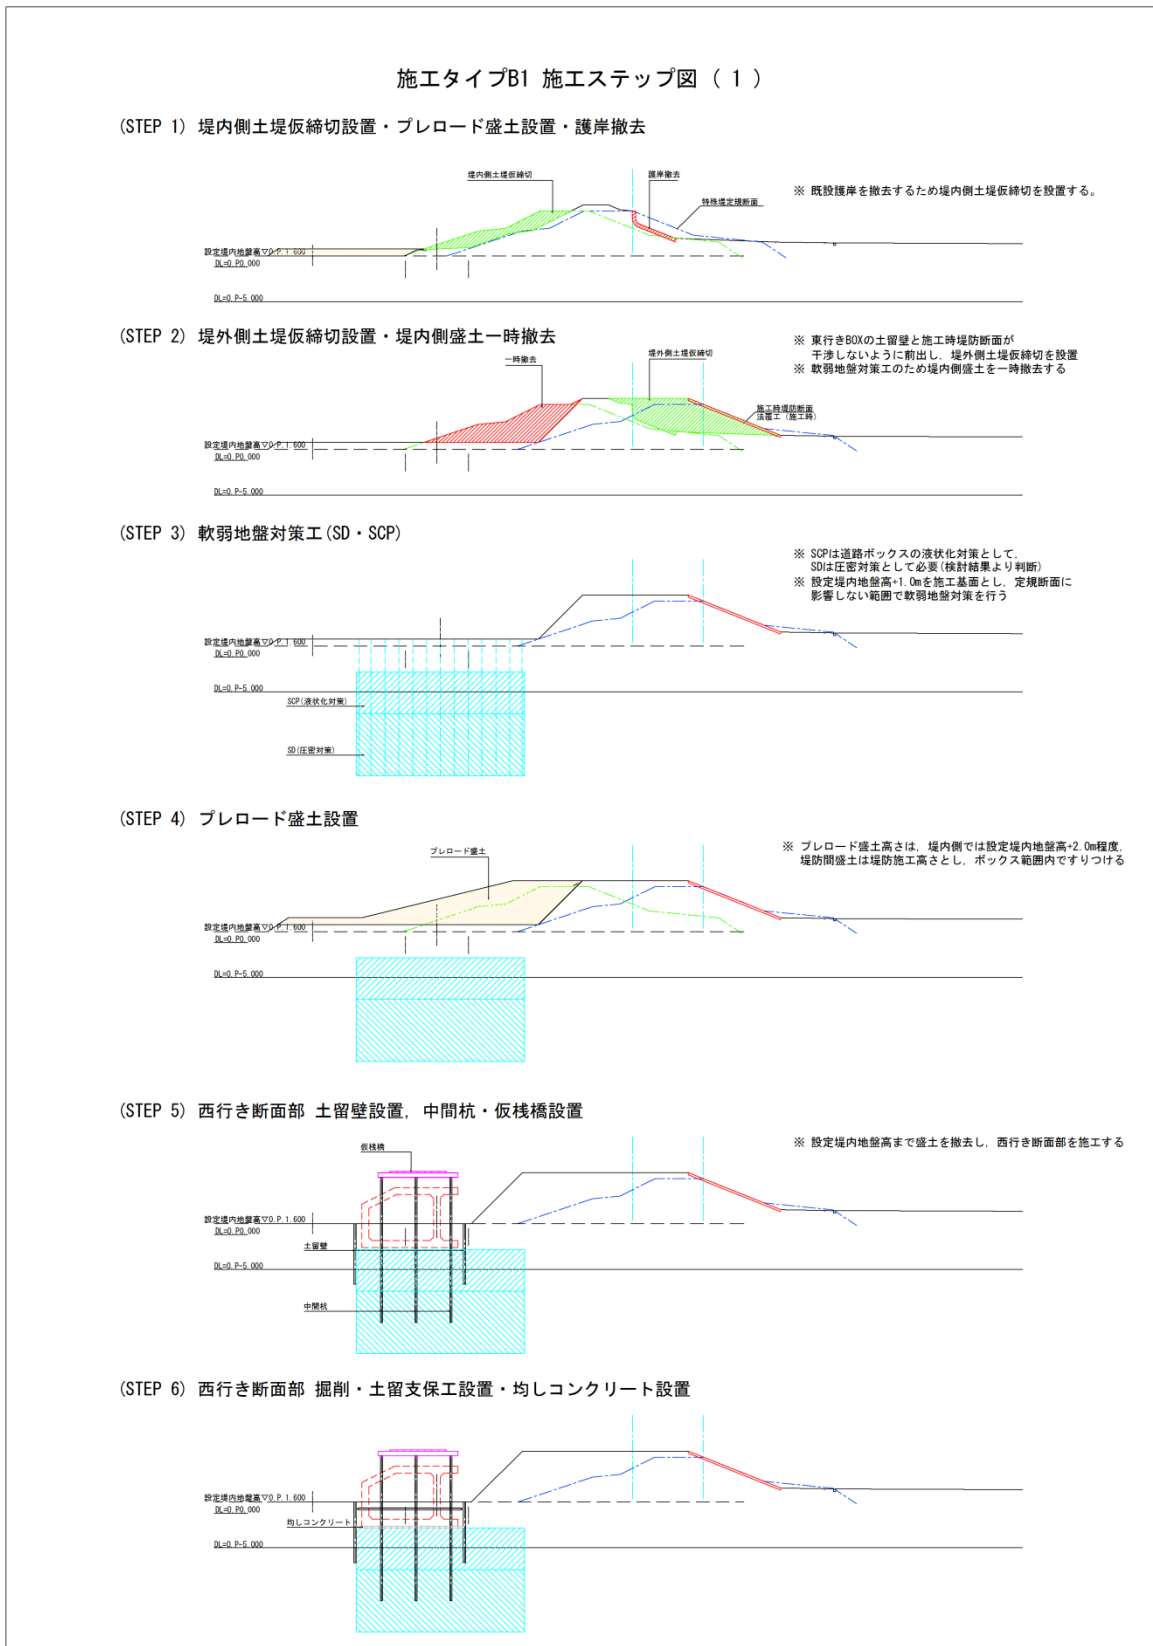 施工タイプB1 施工ステップ図 ( 1 )
(STEP 1) 堤内側土堤仮締切設置・プレロード盛土設置・護岸撤去
堤内側土堤仮締切
護岸撤去
特殊堤定規断面
※ 既設護岸を撤去するため堤内側土堤仮締切を設置する。
設定堤内地盤高▽O.P.1.600
DL=O.P0.000
DL=O.P-5.000
(STEP 2) 堤外側土堤仮締切設置・堤内側盛土一時撤去
一時撤去
堤外側土堤仮締切
※ 東行きBOXの土留壁と施工時堤防断面が
干渉しないように前出し，堤外側土堤仮締切を設置
※ 軟弱地盤対策工のため堤内側盛土を一時撤去する
施工時堤防断面
法覆工（施工時）
設定堤内地盤高▽O.P.1.600
DL=O.P0.000
DL=O.P-5.000
(STEP 3) 軟弱地盤対策工(SD・SCP)
※ SCPは道路ボックスの液状化対策として，
SDは圧密対策として必要(検討結果より判断)
※ 設定堤内地盤高+1.0mを施工基面とし，定規断面に
影響しない範囲で軟弱地盤対策を行う
設定堤内地盤高▽O.P.1.600
DL=O.P0.000
DL=O.P-5.000
SCP(液状化対策)
SD(圧密対策)
(STEP 4) プレロード盛土設置
プレロード盛土
※ プレロード盛土高さは，堤内側では設定堤内地盤高+2.0m程度，
堤防間盛土は堤防施工高さとし，ボックス範囲内ですりつける
設定堤内地盤高▽O.P.1.600
DL=O.P0.000
DL=O.P-5.000
(STEP 5) 西行き断面部 土留壁設置，中間杭・仮桟橋設置
仮桟橋
※ 設定堤内地盤高まで盛土を撤去し，西行き断面部を施工する
設定堤内地盤高▽O.P.1.600
DL=O.P0.000
土留壁
DL=O.P-5.000
中間杭
(STEP 6) 西行き断面部 掘削・土留支保工設置・均しコンクリート設置
設定堤内地盤高▽O.P.1.600
DL=O.P0.000
均しコンクリート
DL=O.P-5.000